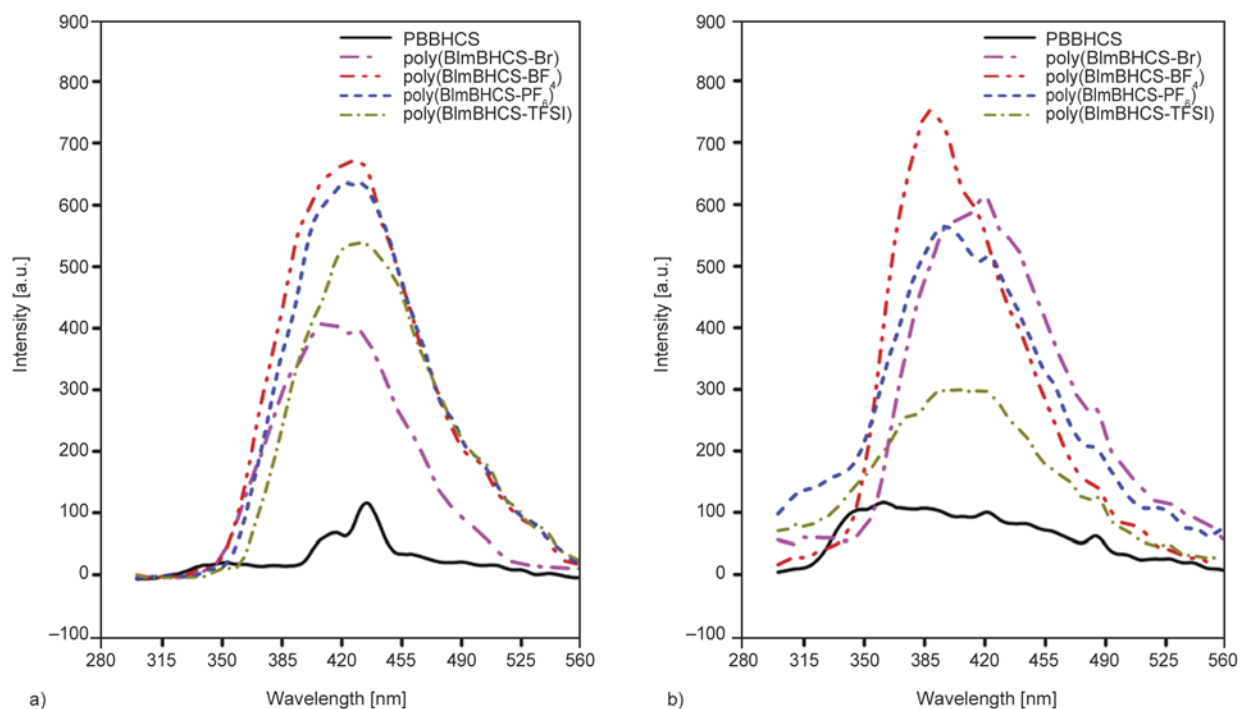 900
800
700
600
500
400
300
200
100
0
–100
Intensity [a.u.]
PBBHCS
poly(BImBHCS-Br)
poly(BImBHCS-BF4)
poly(BImBHCS-PF6)
poly(BImBHCS-TFSI)
280 315 350 385 420 455 490 525 560
a) Wavelength [nm]
900
800
700
600
500
400
300
200
100
0
–100
Intensity [a.u.]
PBBHCS
poly(BImBHCS-Br)
poly(BImBHCS-BF4)
poly(BImBHCS-PF6)
poly(BImBHCS-TFSI)
280 315 350 385 420 455 490 525 560
b) Wavelength [nm]